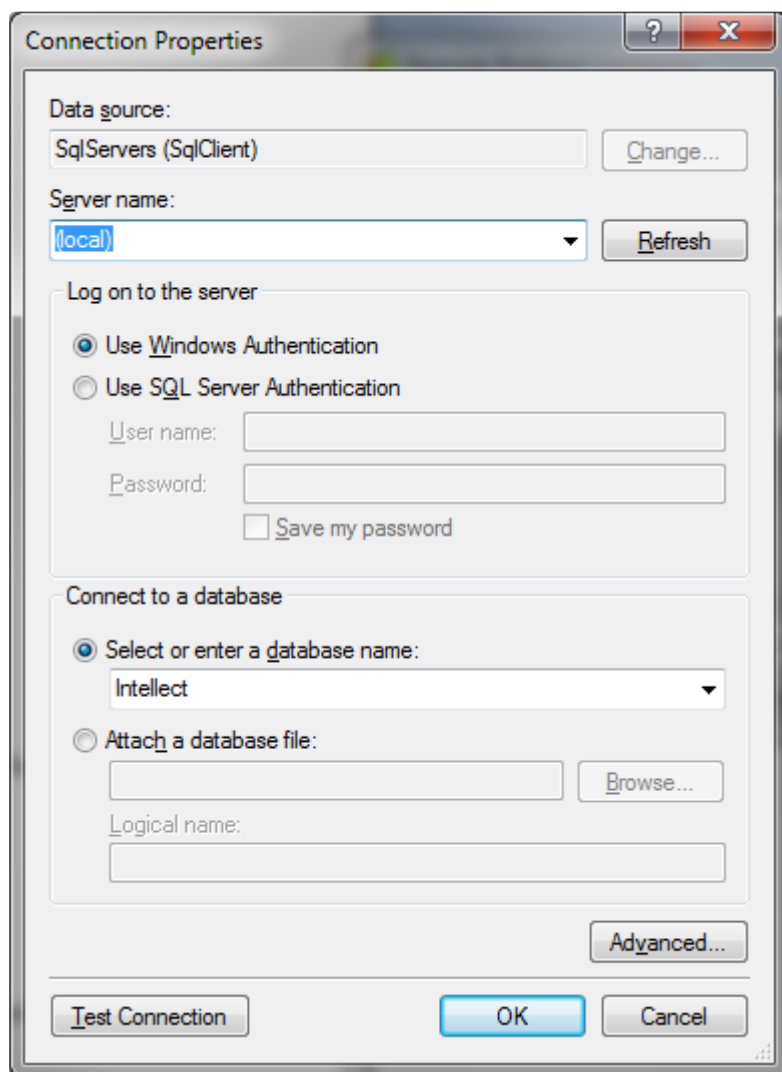 Connection Properties
Data source:
SqlServers (SqlClient)
Change...
Server name:
(local)
Refresh
Log on to the server
Use Windows Authentication
Use SQL Server Authentication
User name:
Password:
Save my password
Connect to a database
Select or enter a database name:
Intellect
Attach a database file:
Browse...
Logical name:
Advanced...
Test Connection
OK
Cancel